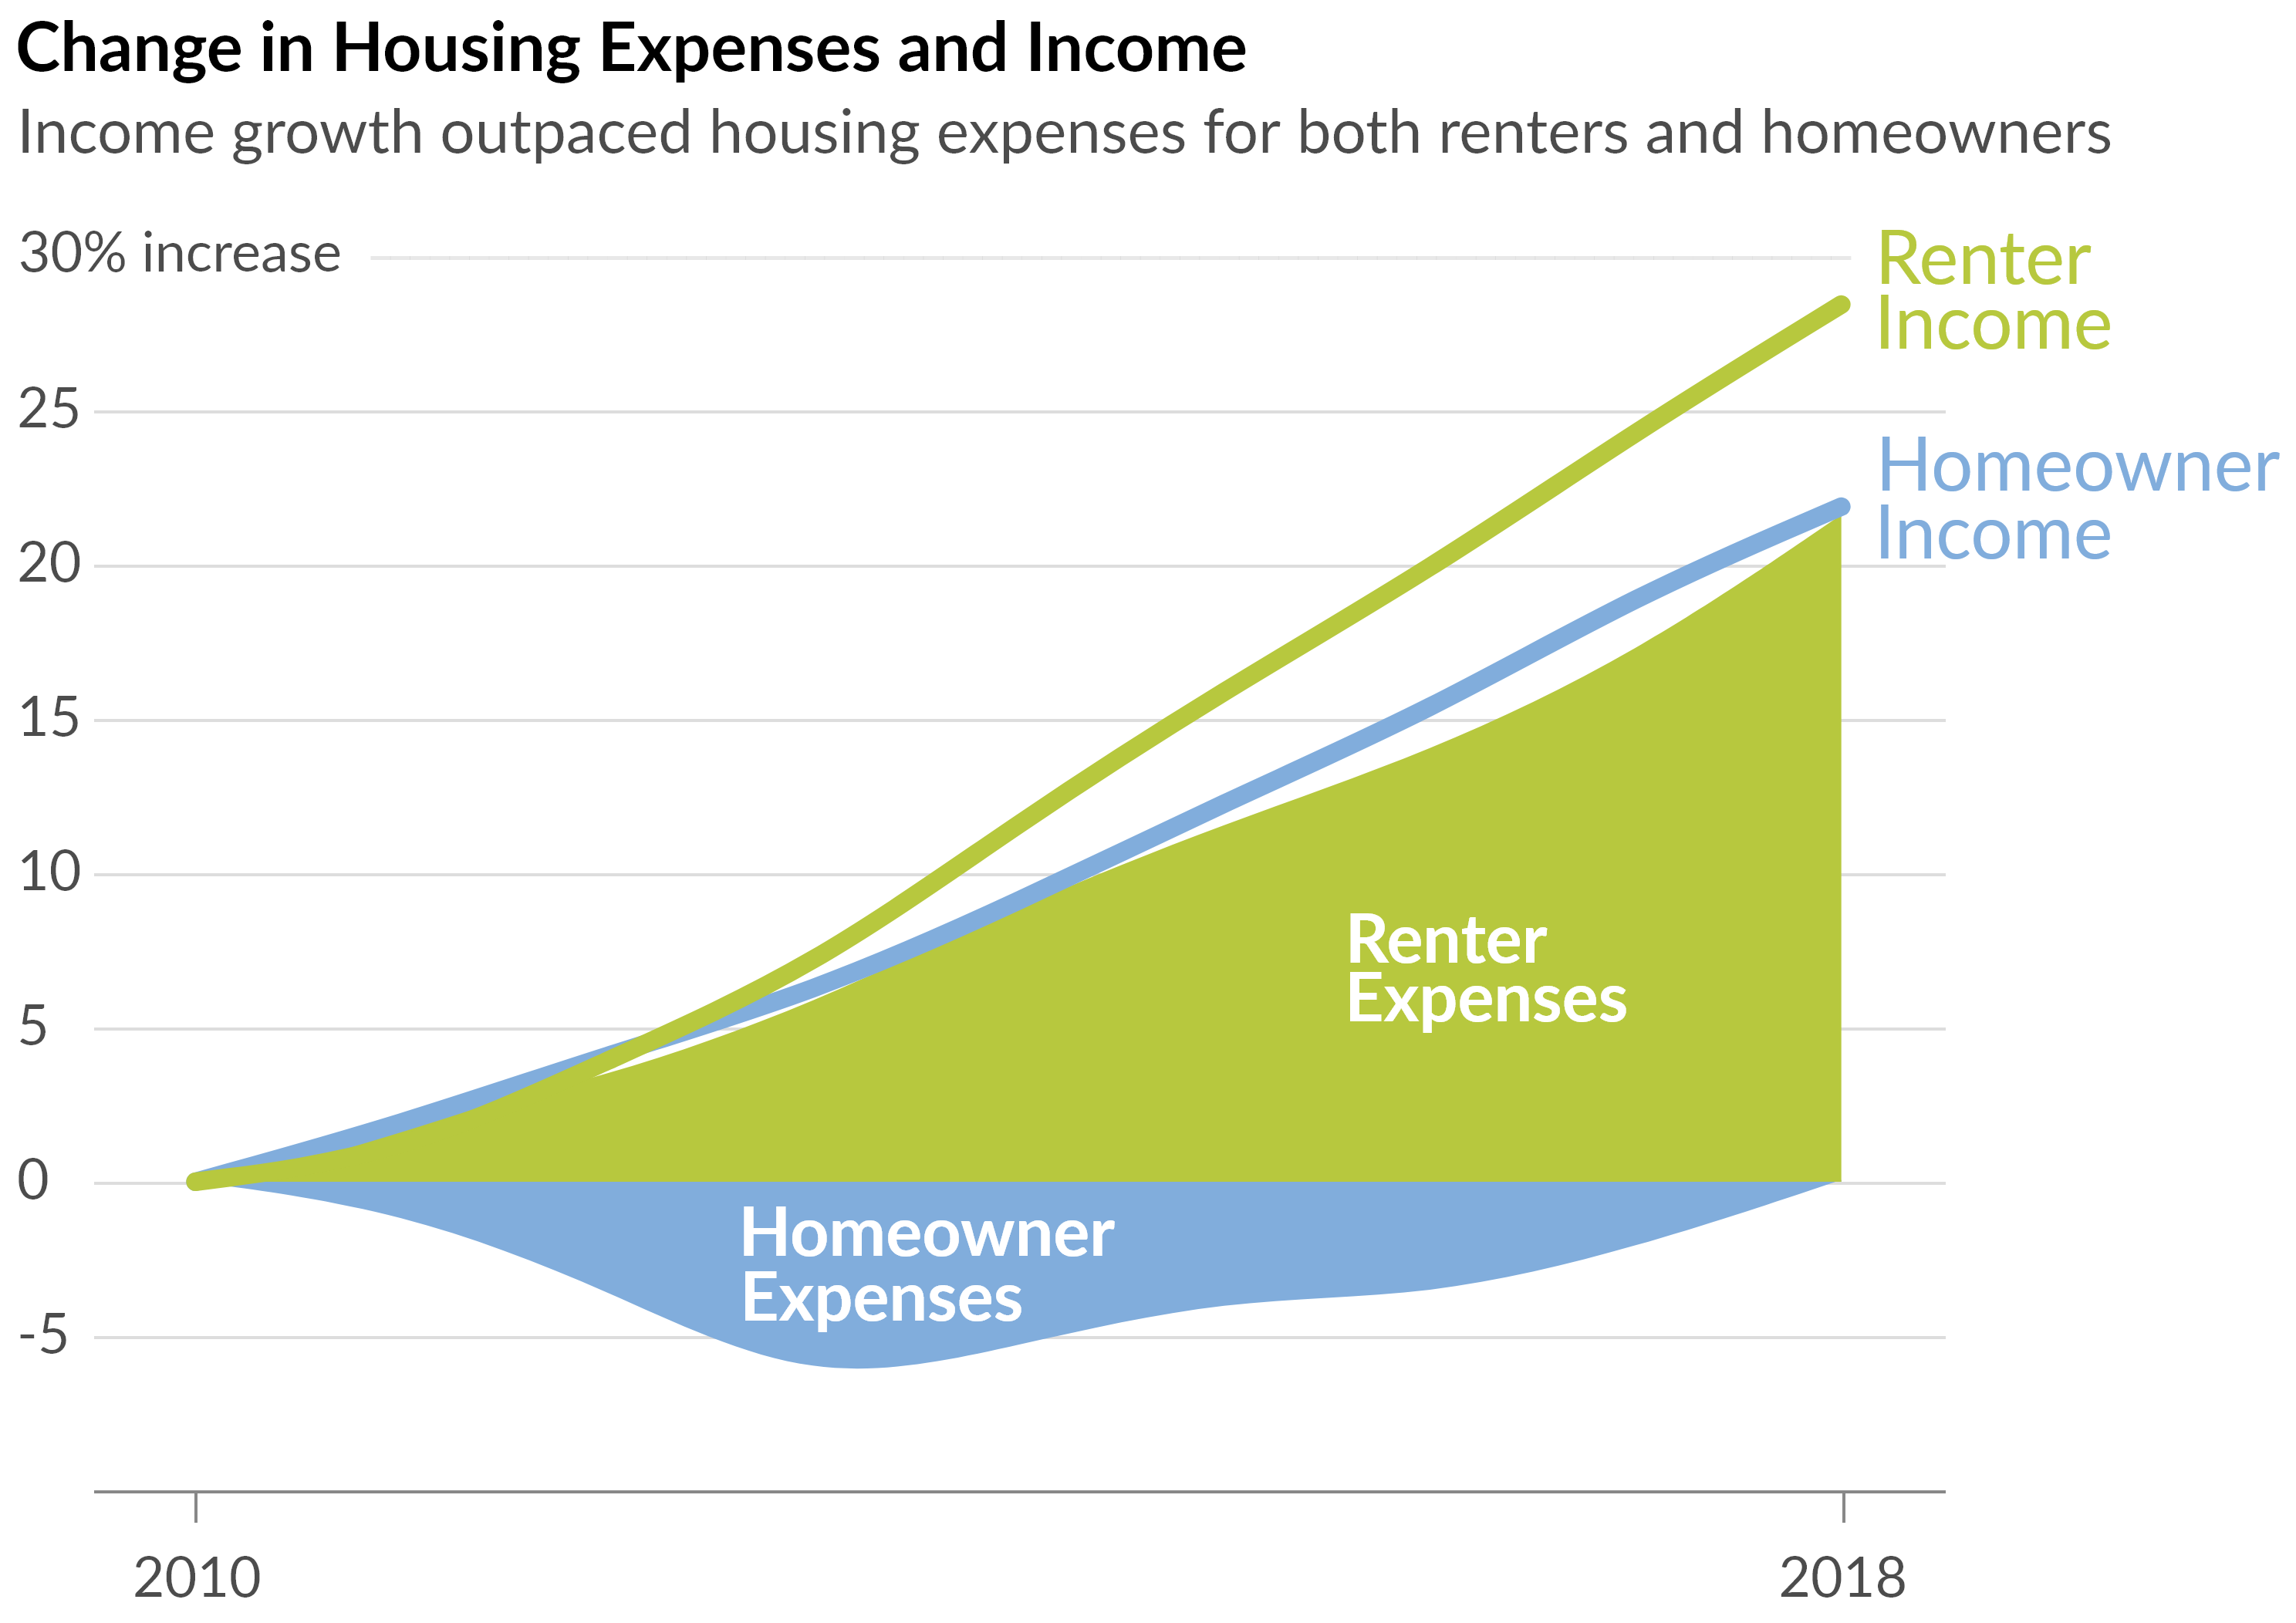 Change in Housing Expenses and Income
Income growth outpaced housing expenses for both renters and homeowners
30% increase
Renter
Income
25
Homeowner
Income
20
15
10
Renter
Expenses
5
0
Homeowner
Expenses
-5
2010
2018